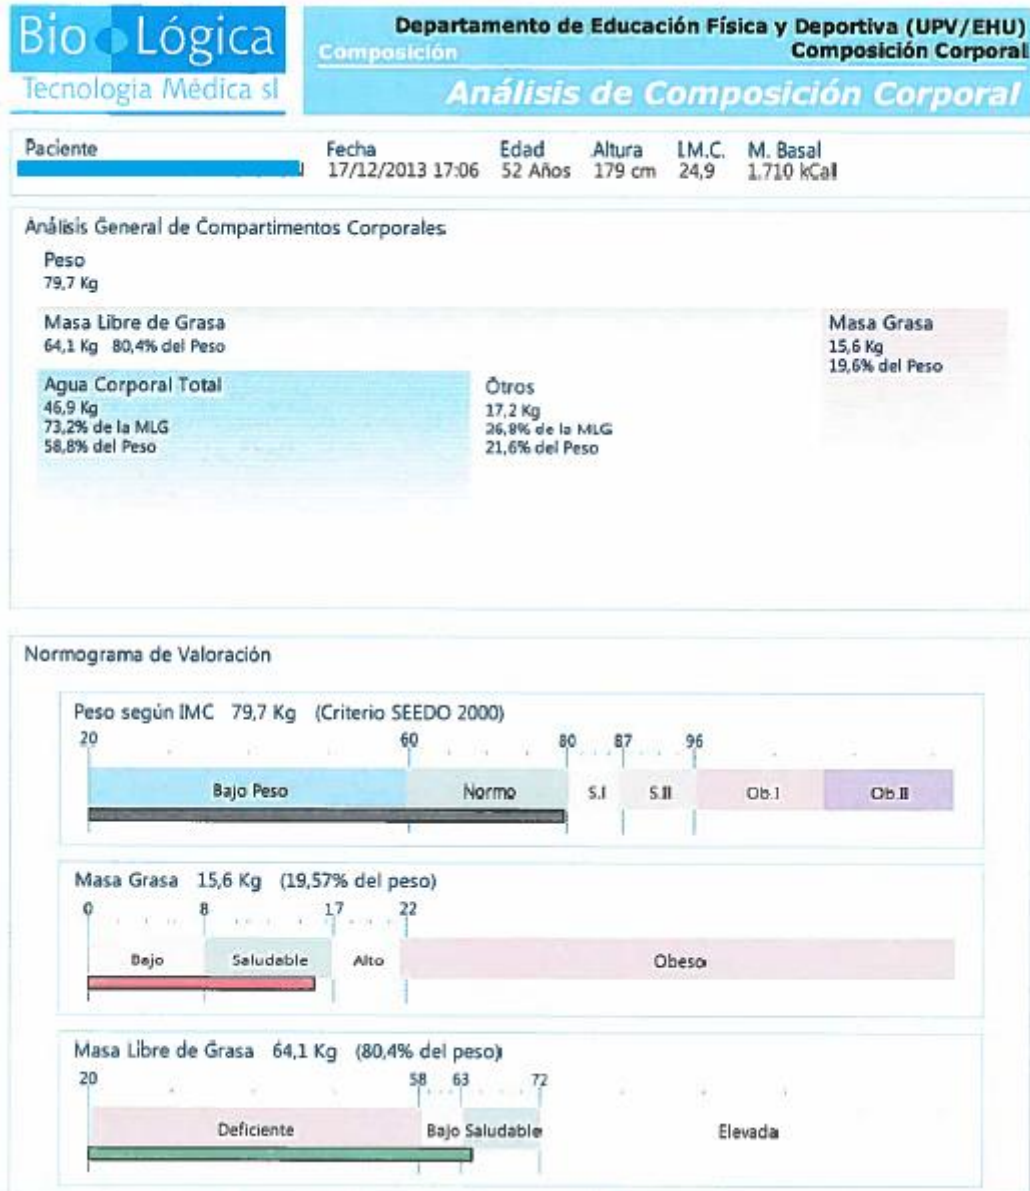 Bio Lógica
Tecnologia Médica sl
Departamento de Educación Física y Deportiva (UPV/EHU)
Composición
Composición Corporal
Análisis de Composición Corporal
Paciente Fecha Edad Altura I.M.C. M. Basal
17/12/2013 17:06 52 Años 179 cm 24,9 1.710 kCal
Análisis General de Compartimentos Corporales
Peso
79,7 Kg
Masa Libre de Grasa
64,1 Kg 80,4% del Peso
Masa Grasa
15,6 Kg
19,6% del Peso
Agua Corporal Total
46,9 Kg
73,2% de la MLG
58,8% del Peso
Otros
17,2 Kg
26,8% de la MLG
21,6% del Peso
Normograma de Valoración
Peso según IMC 79,7 Kg (Criterio SEEDO 2000)
20 60 80 87 96
Bajo Peso Normo S.I S.II Ob.I Ob.II
Masa Grasa 15,6 Kg (19,57% del peso)
0 8 17 22
Bajo Saludable Alto Obeso
Masa Libre de Grasa 64,1 Kg (80,4% del peso)
20 58 63 72
Deficiente Bajo Saludable Elevada